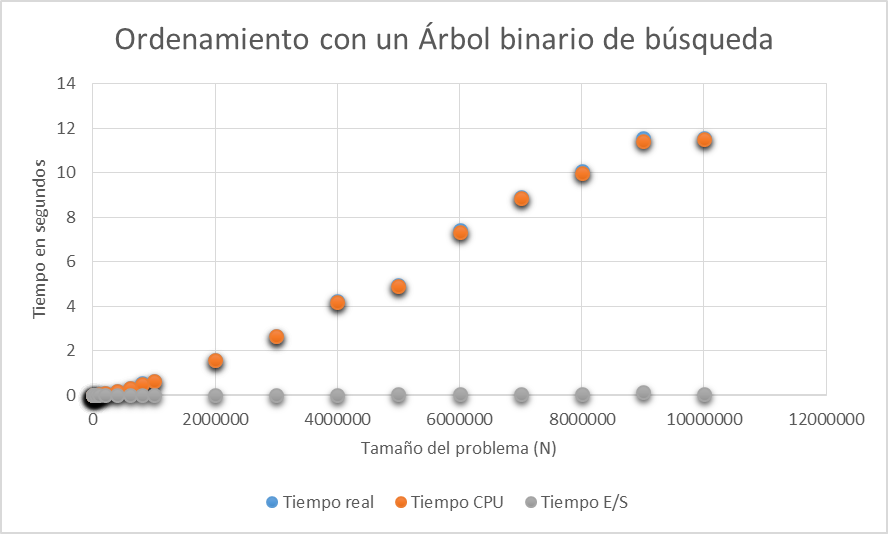 Ordenamiento con un Árbol binario de búsqueda
14
12
10
8
6
4
2
0
Tiempo en segundos
0 2000000 4000000 6000000 8000000 10000000 12000000
Tamaño del problema (N)
Tiempo real Tiempo CPU Tiempo E/S